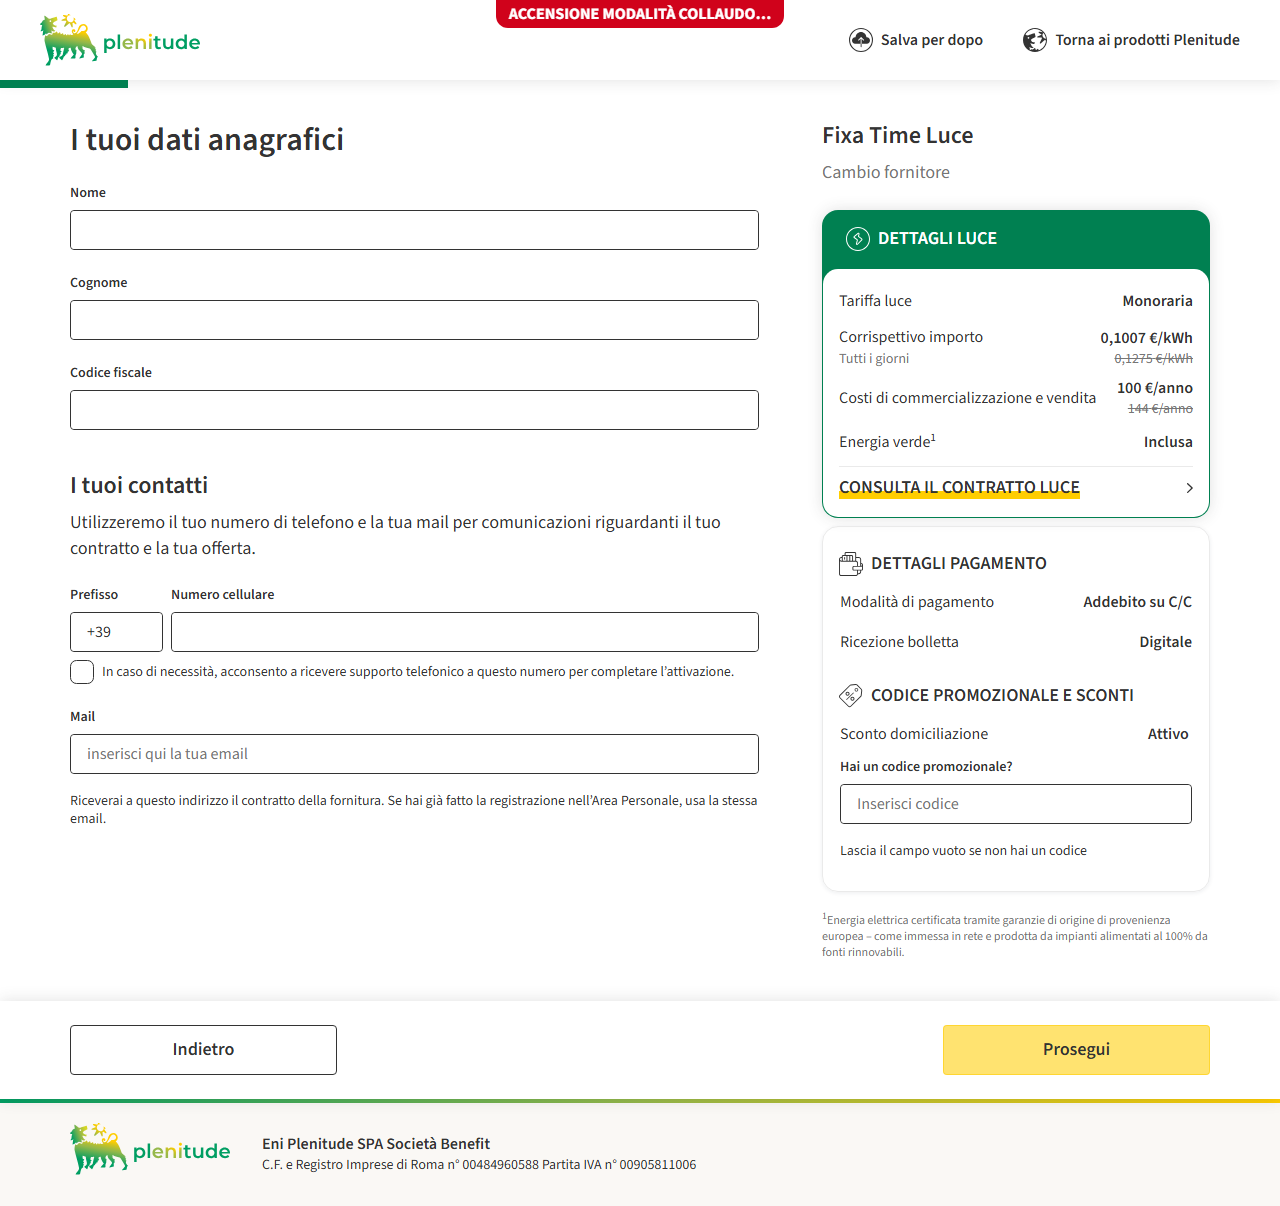 ACCENSIONE MODALITÀ COLLAUDO...
plenitude
Salva per dopo
Torna ai prodotti Plenitude
I tuoi dati anagrafici
Nome
Cognome
Codice fiscale
I tuoi contatti
Utilizzeremo il tuo numero di telefono e la tua mail per comunicazioni riguardanti il tuo
contratto e la tua offerta.
Prefisso
Numero cellulare
+39
In caso di necessità, acconsento a ricevere supporto telefonico a questo numero per completare l'attivazione.
Mail
inserisci qui la tua email
Riceverai a questo indirizzo il contratto della fornitura. Se hai già fatto la registrazione nell'Area Personale, usa la stessa
email.
Fixa Time Luce
Cambio fornitore
DETTAGLI LUCE
Tariffa luce
Monoraria
Corrispettivo importo
0,1007 €/kWh
Tutti i giorni
0,1275 €/kWh
Costi di commercializzazione e vendita
100 €/anno
144 €/anno
Energia verde¹
Inclusa
CONSULTA IL CONTRATTO LUCE
DETTAGLI PAGAMENTO
Modalità di pagamento
Addebito su C/C
Ricezione bolletta
Digitale
CODICE PROMOZIONALE E SCONTI
Sconto domiciliazione
Attivo
Hai un codice promozionale?
Inserisci codice
Lascia il campo vuoto se non hai un codice
¹Energia elettrica certificata tramite garanzie di origine di provenienza
europea – come immessa in rete e prodotta da impianti alimentati al 100% da
fonti rinnovabili.
Indietro
Prosegui
plenitude
Eni Plenitude SPA Società Benefit
C.F. e Registro Imprese di Roma n° 00484960588 Partita IVA n° 00905811006